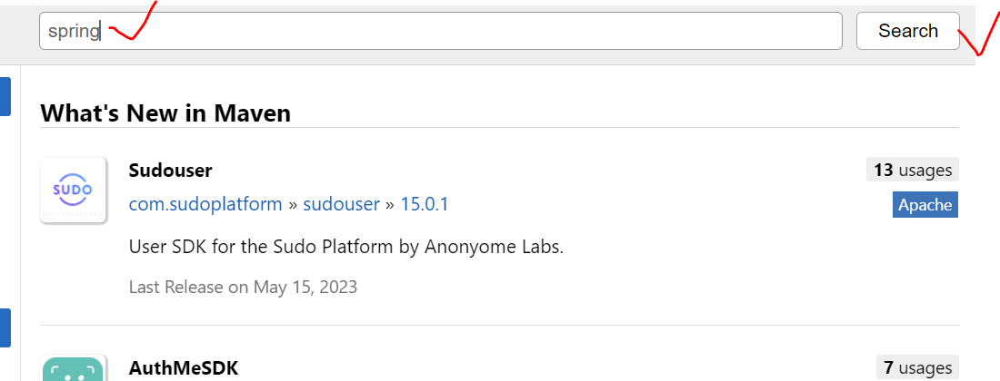 spring
Search
What's New in Maven
Sudouser
13 usages
com.sudoplatform » sudouser » 15.0.1
Apache
SUDO
User SDK for the Sudo Platform by Anonyome Labs.
Last Release on May 15, 2023
AuthMeSDK
7 usages